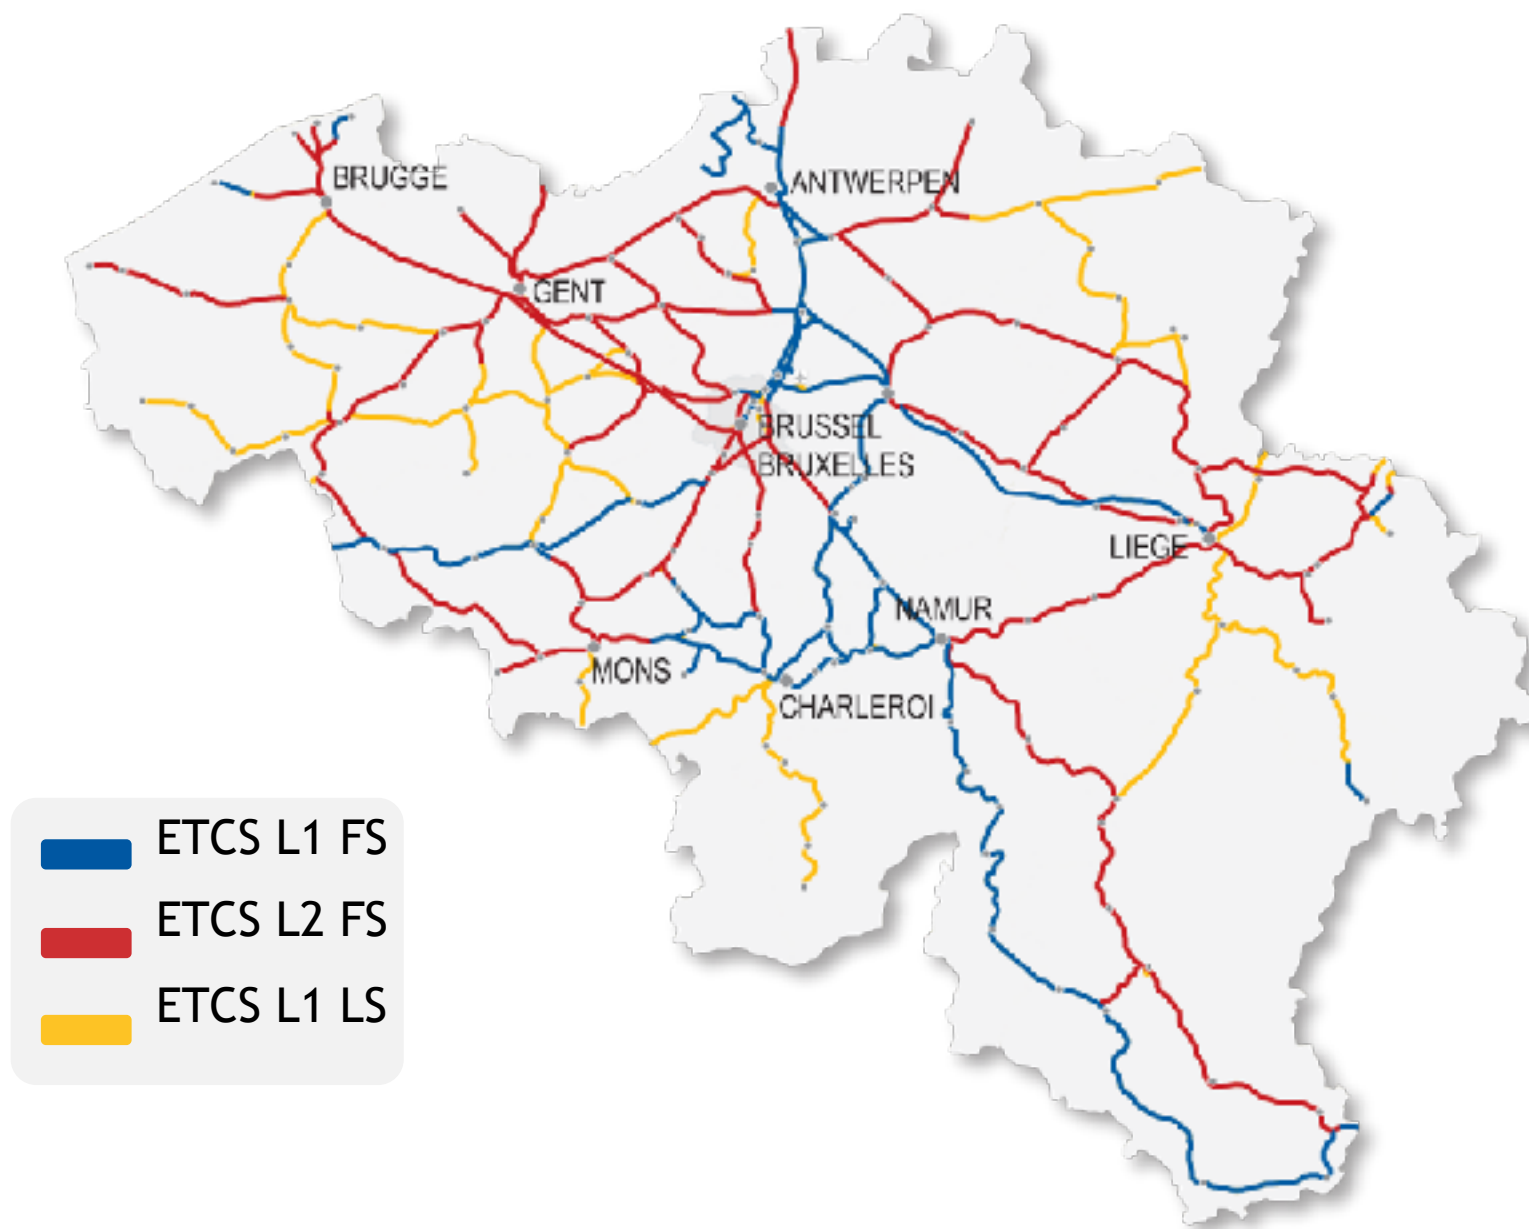 BRUGGE
ANTWERPEN
GENT
BRUSSEL
BRUXELLES
LIEGE
NAMUR
MONS
CHARLEROI
ETCS L1 FS
ETCS L2 FS
ETCS L1 LS